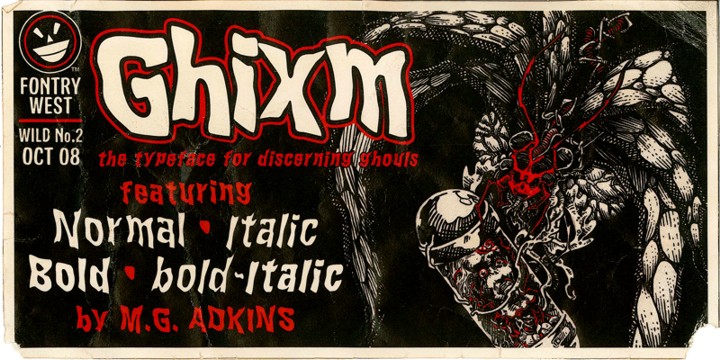 FONTRY
WEST
TM
WILD No.2
OCT 08
Ghixm
the typeface for discerning ghouls
featuring
Normal • Italic
Bold • bold-Italic
by M.G. ADKINS